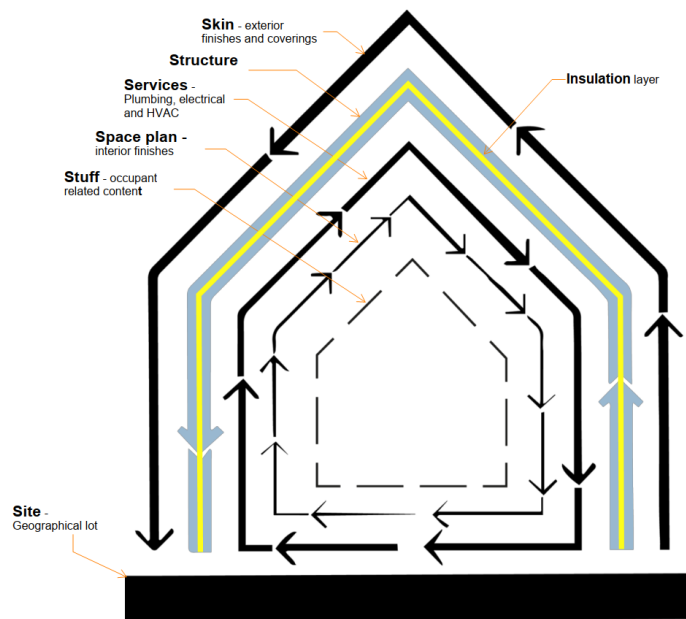 Skin - exterior
finishes and coverings
Structure
Services -
Plumbing, electrical
and HVAC
Insulation layer
Space plan -
interior finishes
Stuff - occupant
related content
Site -
Geographical lot